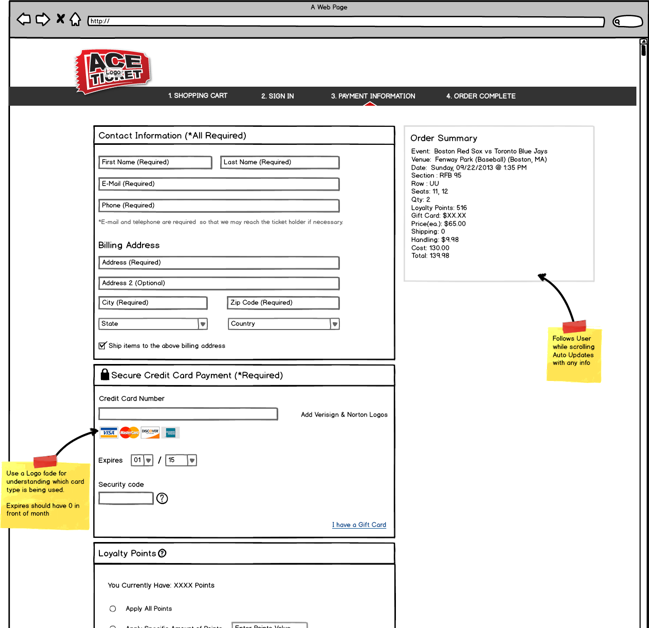 A Web Page
http://
ACE
Logo
TICKET
1. SHOPPING CART
2. SIGN IN
3. PAYMENT INFORMATION
4. ORDER COMPLETE
Contact Information (*All Required)
First Name (Required)
Last Name (Required)
E-Mail (Required)
Phone (Required)
*E-mail and telephone are required so that we may reach the ticket holder if necessary
Billing Address
Address (Required)
Address 2 (Optional)
City (Required)
Zip Code (Required)
State
Country
Ship items to the above billing address
Order Summary
Event: Boston Red Sox vs Toronto Blue Jays
Venue: Fenway Park (Baseball) (Boston, MA)
Date: Sunday, 09/22/2013 @ 1:35 PM
Section : RFB 95
Row : UU
Seats: 11, 12
Qty: 2
Loyalty Points: 516
Gift Card: $XX.XX
Price(ea.): $65.00
Shipping: 0
Handling: $9.98
Cost: 130.00
Total: 139.98
Follows User
while scrolling
Auto Updates
with any info
Secure Credit Card Payment (*Required)
Credit Card Number
Add Verisign & Norton Logos
VISA
MasterCard
DISCOVER
Expires
01
/
15
Security code
?
I have a Gift Card
Use a Logo fade for
understanding which card
type is being used.
Expires should have 0 in
front of month
Loyalty Points ?
You Currently Have: XXXX Points
Apply All Points
Apply Specific Amount of Points
Enter Points Value